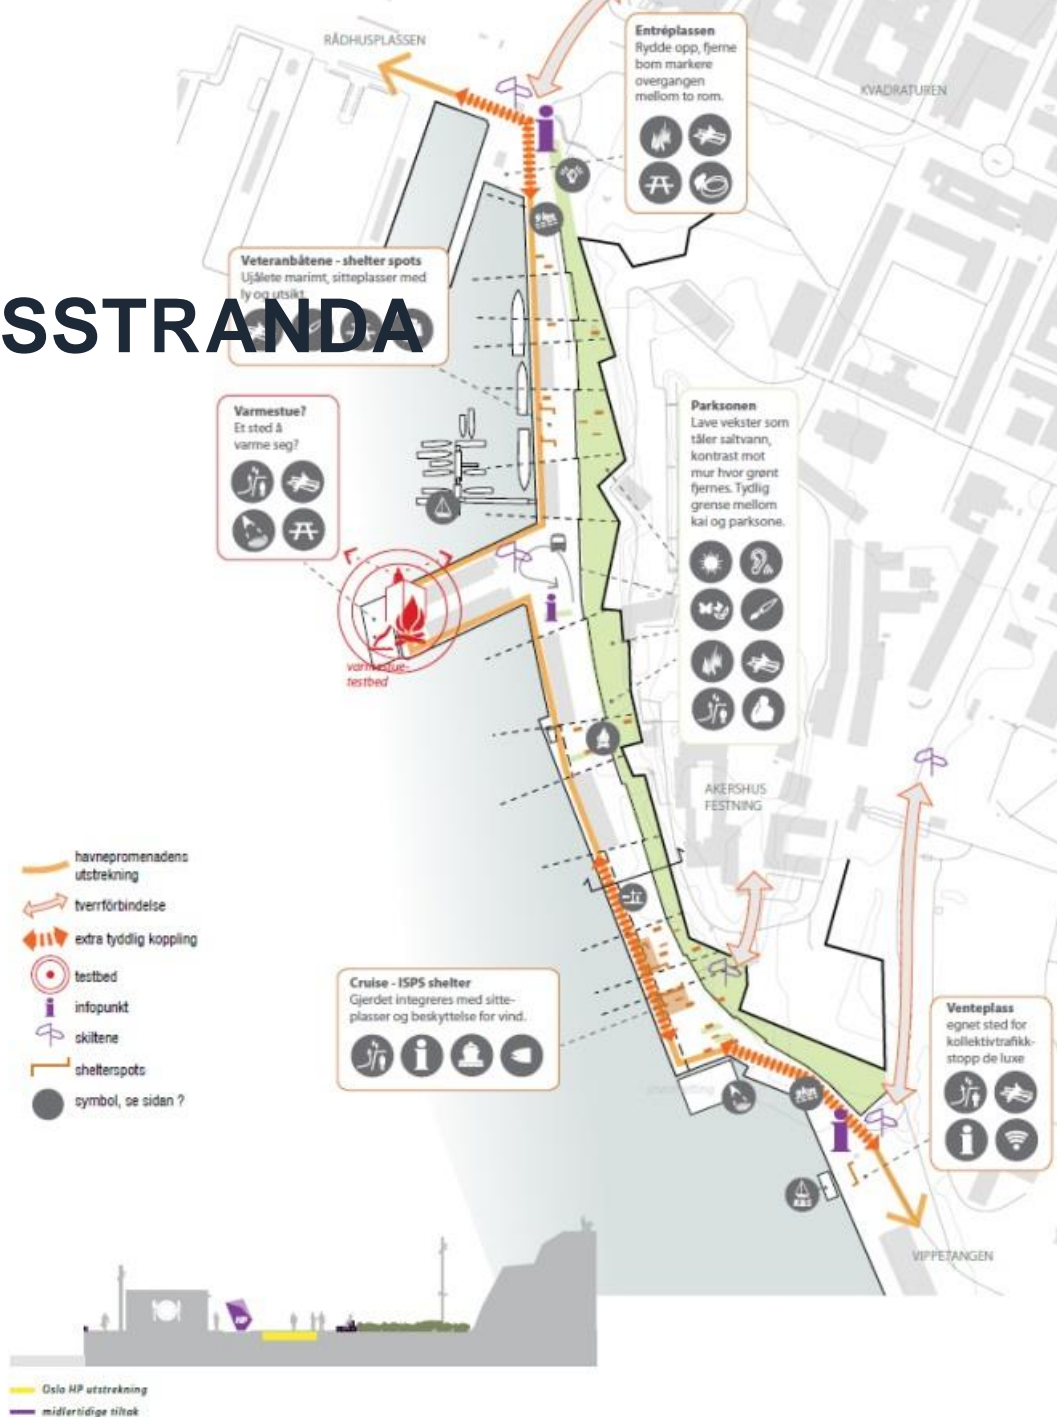 RÅDHUSPLASSEN
Entréplassen
Rydde opp, fjerne
bom markere
overgangen
mellom to rom.
KVADRATUREN
Veteranbåtene - shelter spots
Ujålete marimt, sitteplasser med
ly og utsikt.
SSTRANDA
Varmestue?
Et sted å
varme seg?
Parksonen
Lave vekster som
tåler saltvann,
kontrast mot
mur hvor grønt
fjernes. Tydlig
grense mellom
kai og parksone.
varmestue-
testbed
AKERSHUS
FESTNING
havnepromenadens
utstrekning
tverrförbindelse
extra tyddlig koppling
testbed
infopunkt
skiltene
shelterspots
symbol, se sidan ?
Cruise - ISPS shelter
Gjerdet integreres med sitte-
plasser og beskyttelse for vind.
Venteplass
egnet sted for
kollektivtrafikk-
stopp de luxe
VIPPETANGEN
HP
Oslo HP utstrekning
midlertidige tiltak